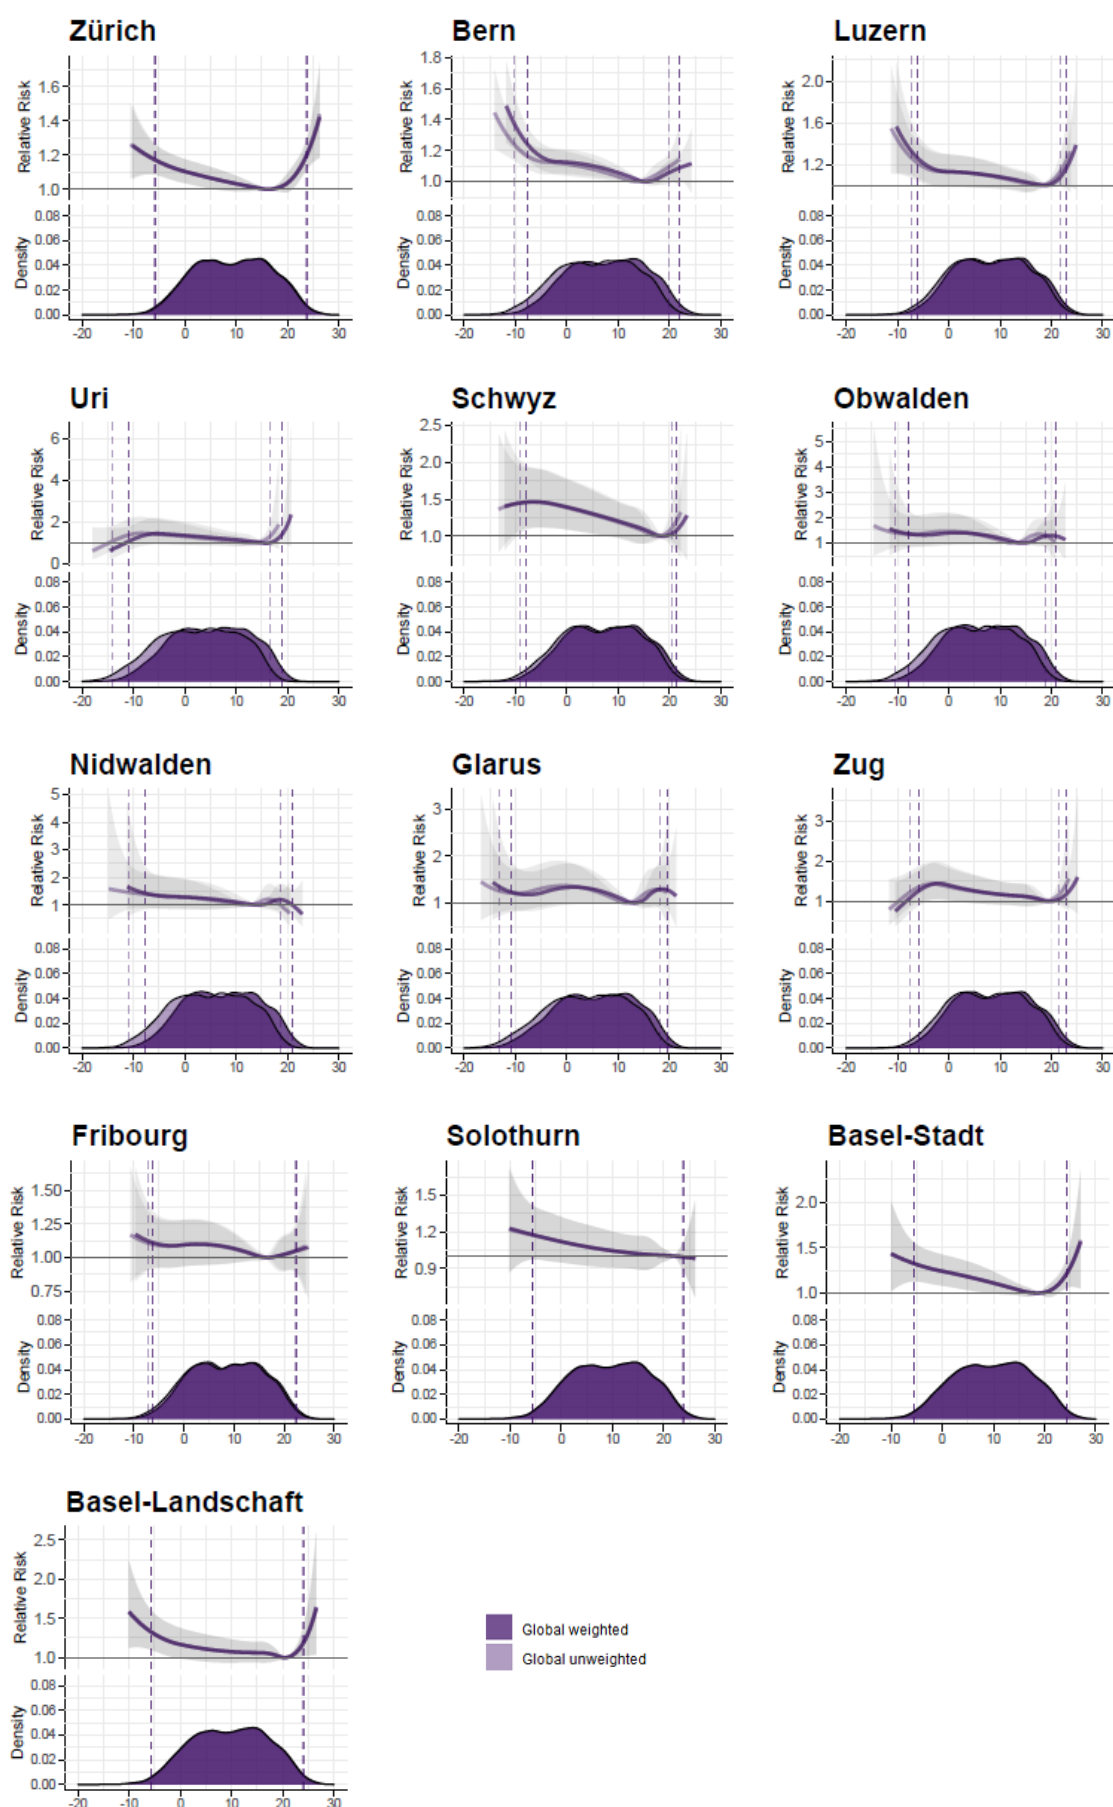 Zürich Bern Luzern
Relative Risk 1.6 1.4 1.2 1.0 Relative Risk 1.8 1.6 1.4 1.2 1.0 Relative Risk 2.0 1.6 1.2
Density 0.08 0.06 0.04 0.02 0.00 Density 0.08 0.06 0.04 0.02 0.00 Density 0.08 0.06 0.04 0.02 0.00
-20 -10 0 10 20 30 -20 -10 0 10 20 30 -20 -10 0 10 20 30
Uri Schwyz Obwalden
Relative Risk 6 4 2 0 Relative Risk 2.5 2.0 1.5 1.0 Relative Risk 5 4 3 2 1
Density 0.08 0.06 0.04 0.02 0.00 Density 0.08 0.06 0.04 0.02 0.00 Density 0.08 0.06 0.04 0.02 0.00
-20 -10 0 10 20 30 -20 -10 0 10 20 30 -20 -10 0 10 20 30
Nidwalden Glarus Zug
Relative Risk 5 4 3 2 1 Relative Risk 3 2 1 Relative Risk 3 2 1
Density 0.08 0.06 0.04 0.02 0.00 Density 0.08 0.06 0.04 0.02 0.00 Density 0.08 0.06 0.04 0.02 0.00
-20 -10 0 10 20 30 -20 -10 0 10 20 30 -20 -10 0 10 20 30
Fribourg Solothurn Basel-Stadt
Relative Risk 1.50 1.25 1.00 0.75 Relative Risk 1.5 1.2 0.9 Relative Risk 2.0 1.5 1.0
Density 0.08 0.06 0.04 0.02 0.00 Density 0.08 0.06 0.04 0.02 0.00 Density 0.08 0.06 0.04 0.02 0.00
-20 -10 0 10 20 30 -20 -10 0 10 20 30 -20 -10 0 10 20 30
Basel-Landschaft
Relative Risk 2.5 2.0 1.5 1.0
Global weighted
Global unweighted
Density 0.08 0.06 0.04 0.02 0.00
-20 -10 0 10 20 30